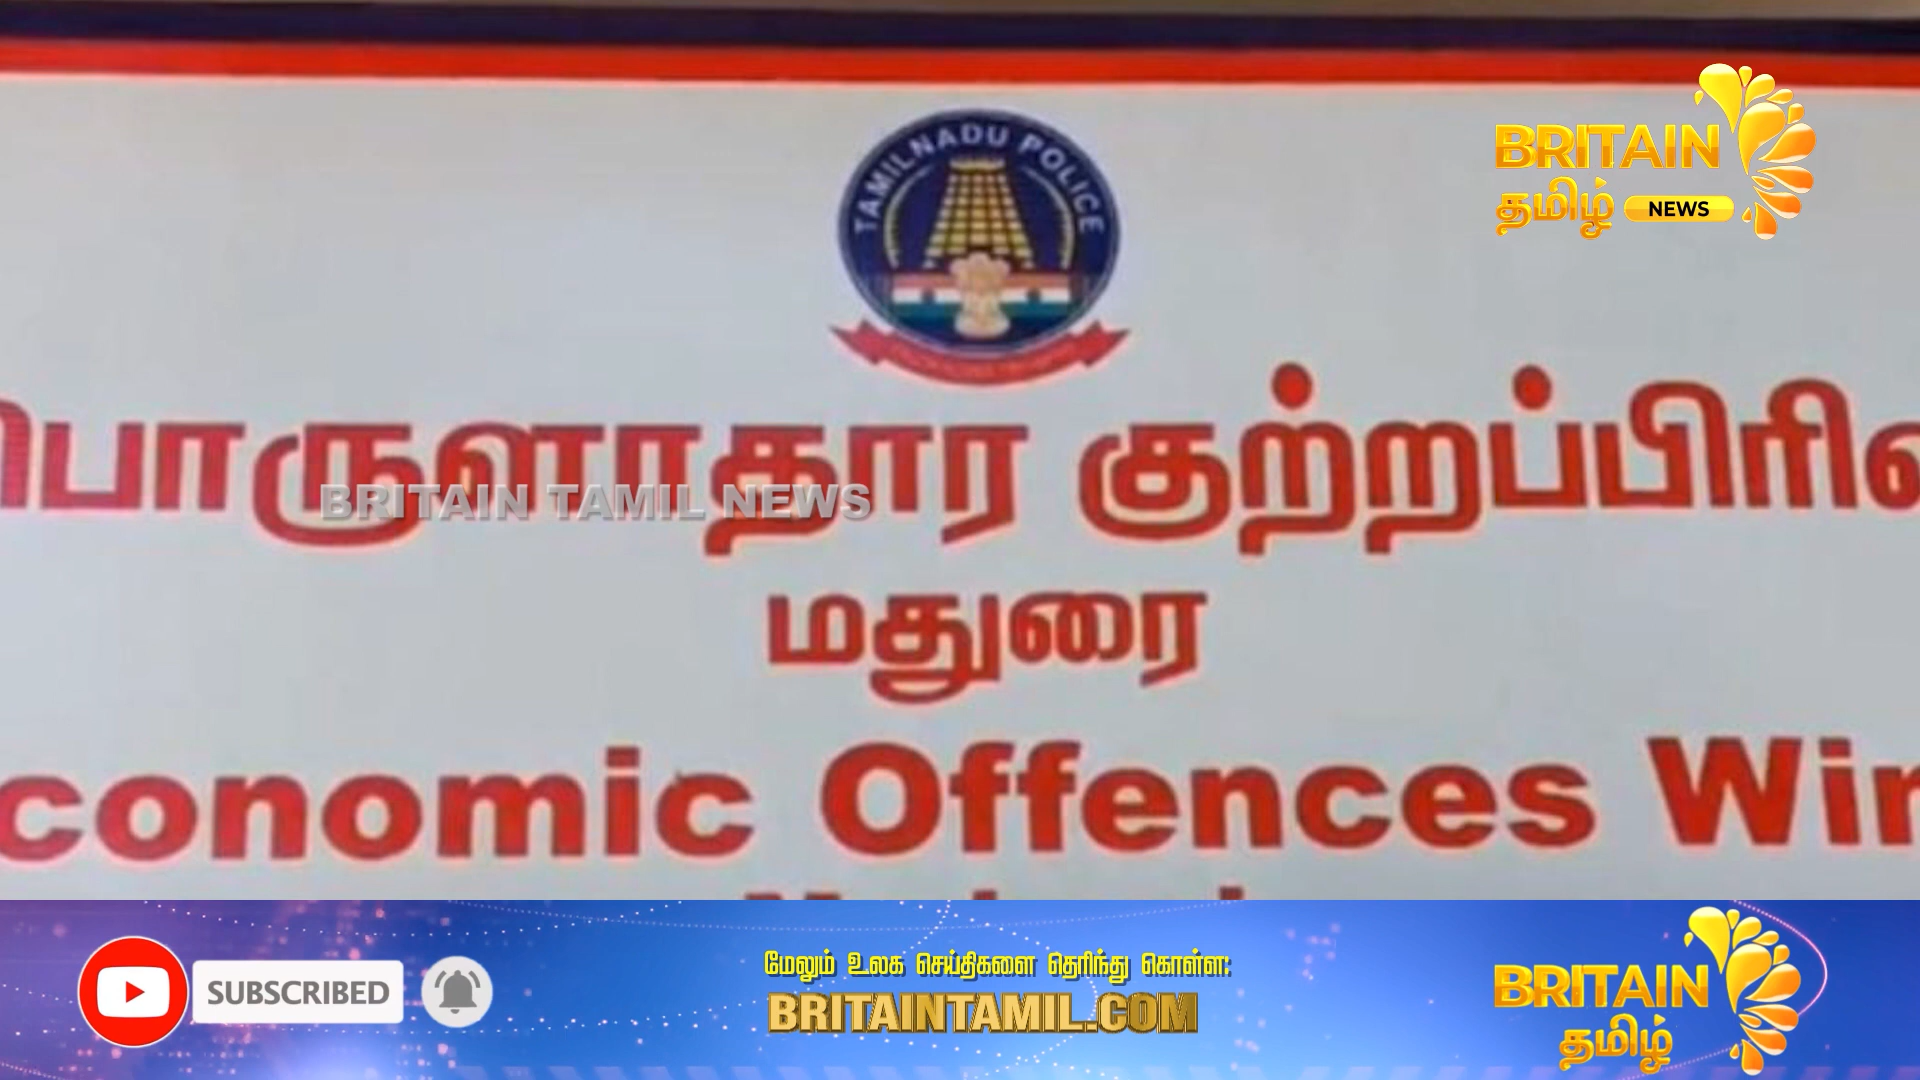 TAMILNADU POLICE
BRITAIN
தமிழ் NEWS
பொருளாதார குற்றப்பிரி
BRITAIN TAMIL NEWS
மதுரை
conomic Offences Win
SUBSCRIBED
மேலும் உலக செய்திகளை தெரிந்து கொள்ள:
BRITAINTAMIL.COM
BRITAIN
தமிழ்